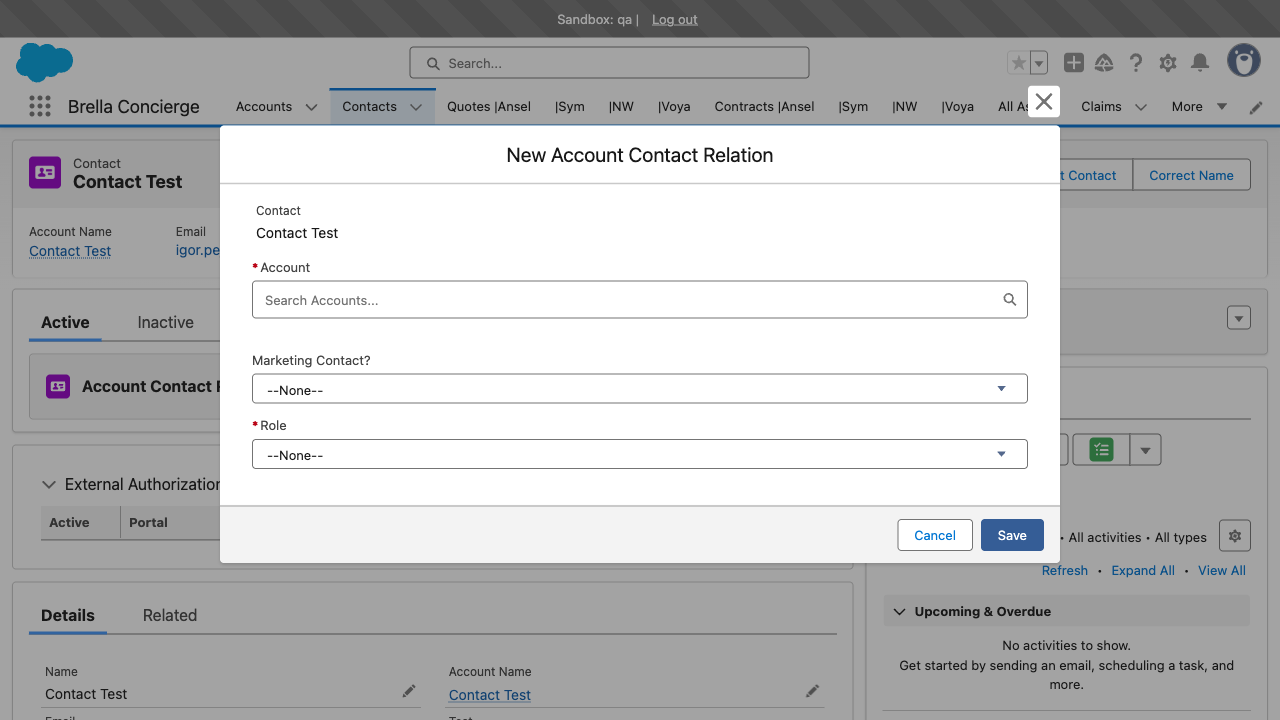 Sandbox: qa | Log out
Search...
Brella Concierge Accounts Contacts Quotes |Ansel |Sym |NW |Voya Contracts |Ansel |Sym |NW |Voya All As Claims More
New Account Contact Relation
Contact
Contact Test
t Contact
Correct Name
Account Name
Contact Test
Email
igor.pe
Contact
Contact Test
*Account
Search Accounts...
Active Inactive
Account Contact R
Marketing Contact?
--None--
*Role
--None--
Cancel Save
External Authorization
Active Portal
• All activities • All types
Refresh • Expand All • View All
Upcoming & Overdue
No activities to show.
Get started by sending an email, scheduling a task, and
more.
Details Related
Name
Contact Test
Account Name
Contact Test